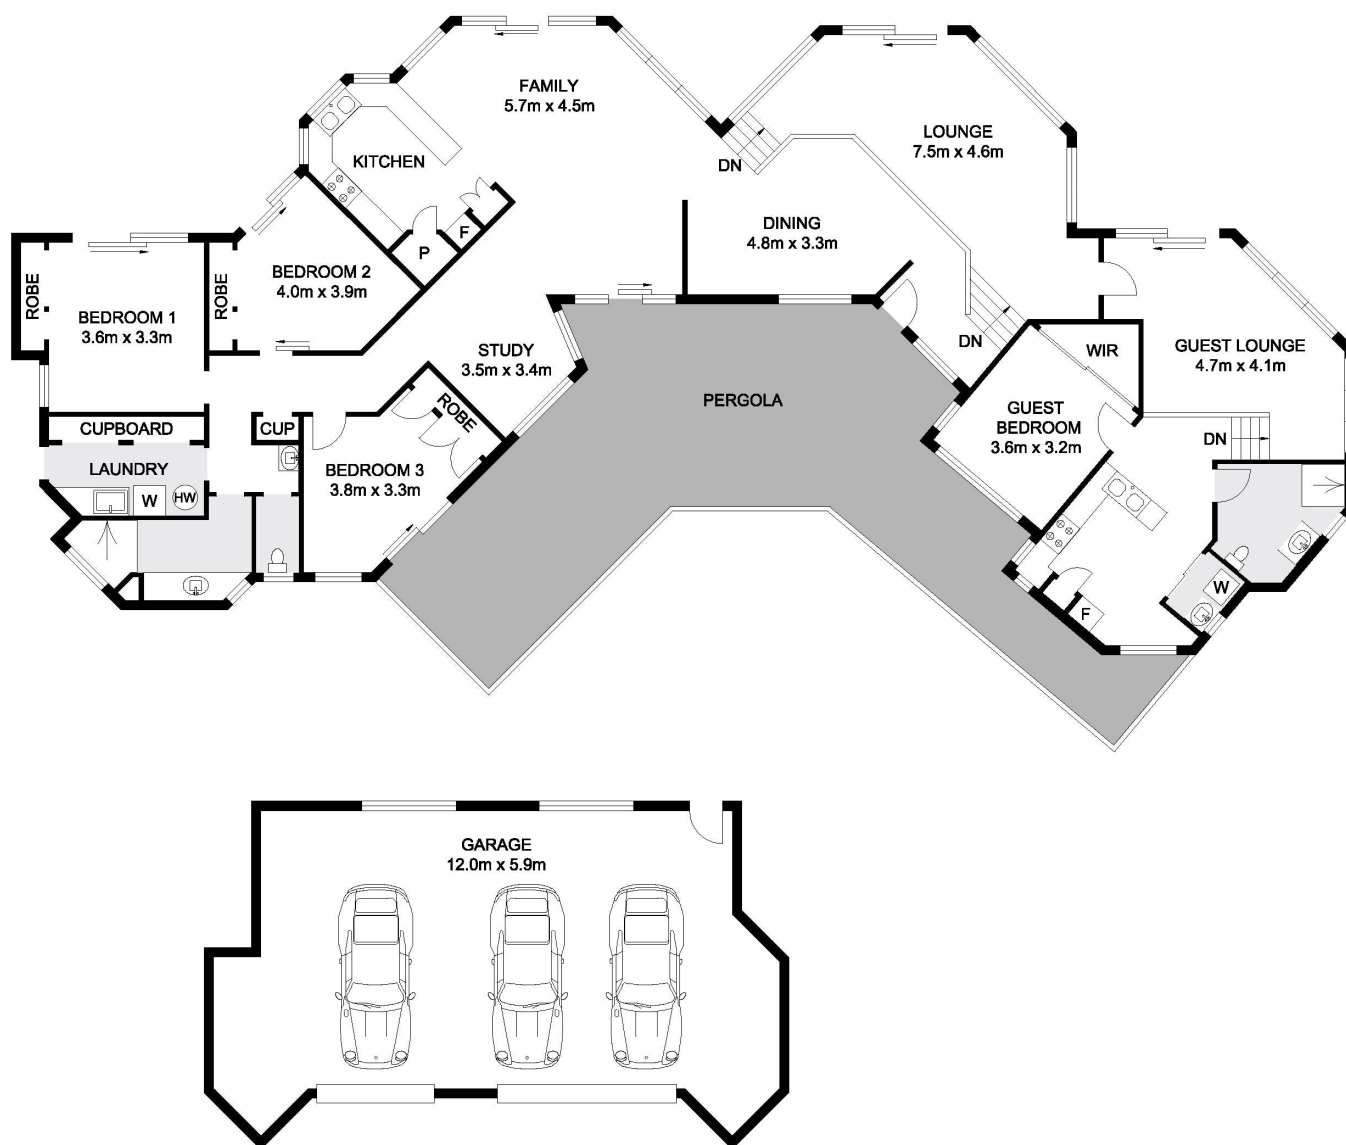 FAMILY
5.7m x 4.5m
LOUNGE
7.5m x 4.6m
KITCHEN
DN
DINING
4.8m x 3.3m
P
F
ROBE
BEDROOM 1
3.6m x 3.3m
ROBE
BEDROOM 2
4.0m x 3.9m
STUDY
3.5m x 3.4m
DN
WIR
GUEST LOUNGE
4.7m x 4.1m
PERGOLA
ROBE
GUEST
BEDROOM
3.6m x 3.2m
DN
CUPBOARD
CUP
LAUNDRY
W
HW
BEDROOM 3
3.8m x 3.3m
W
F
GARAGE
12.0m x 5.9m